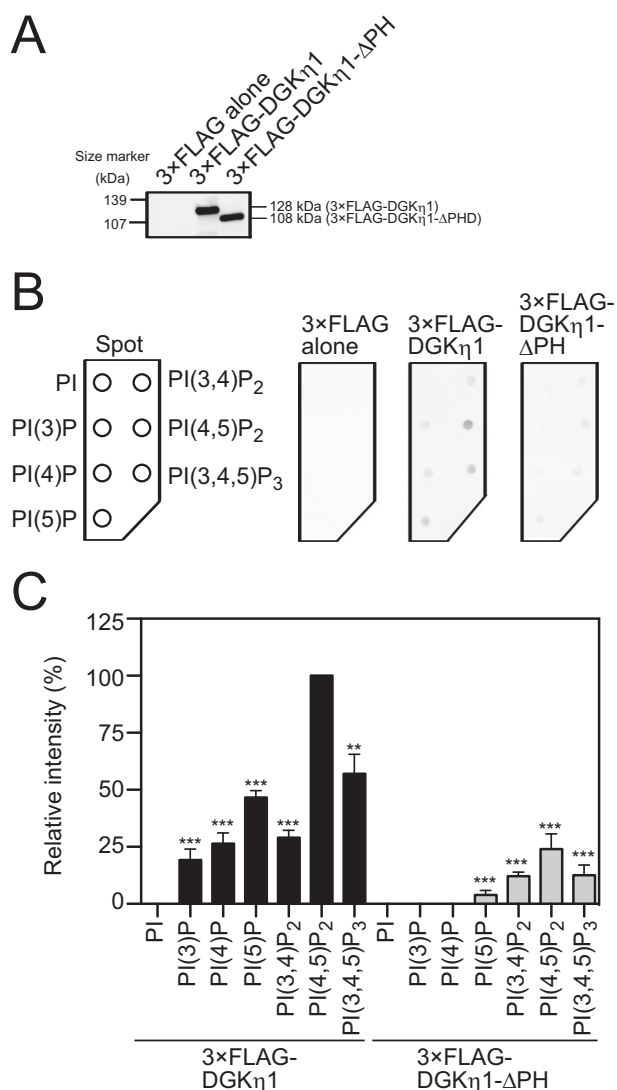 A
3×FLAG alone
3×FLAG-DGKη1
3×FLAG-DGKη1-ΔPH
Size marker
(kDa)
139
107
128 kDa (3×FLAG-DGKη1)
108 kDa (3×FLAG-DGKη1-ΔPHD)
B
Spot
PI
PI(3)P
PI(4)P
PI(5)P
PI(3,4)P2
PI(4,5)P2
PI(3,4,5)P3
3×FLAG
alone
3×FLAG-
DGKη1
3×FLAG-
DGKη1-
ΔPH
C
Relative intensity (%)
125
100
75
50
25
0
***
***
***
***
**
***
***
***
***
PI
PI(3)P
PI(4)P
PI(5)P
PI(3,4)P2
PI(4,5)P2
PI(3,4,5)P3
PI
PI(3)P
PI(4)P
PI(5)P
PI(3,4)P2
PI(4,5)P2
PI(3,4,5)P3
3×FLAG-
DGKη1
3×FLAG-
DGKη1-ΔPH